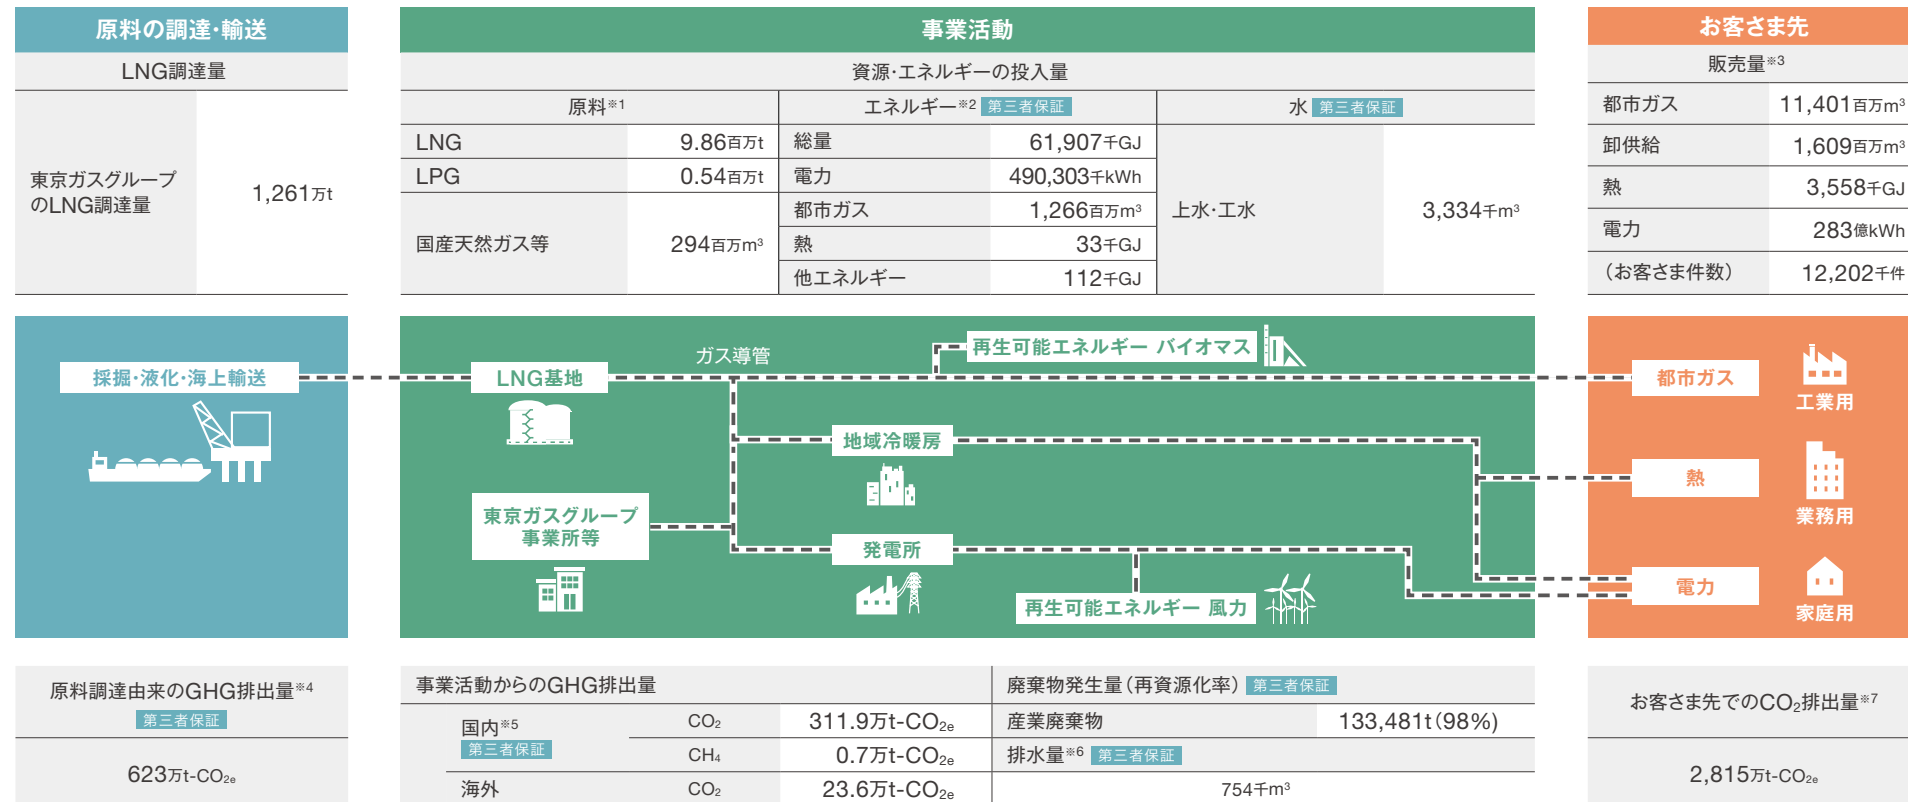 原料の調達・輸送
LNG調達量
東京ガスグループ
のLNG調達量
1,261万t
事業活動
資源・エネルギーの投入量
原料※1
エネルギー※2 第三者保証
水 第三者保証
LNG 9.86百万t
LPG 0.54百万t
国産天然ガス等 294百万m³
総量 61,907千GJ
電力 490,303千kWh
都市ガス 1,266百万m³
熱 33千GJ
他エネルギー 112千GJ
上水・工水 3,334千m³
お客さま先
販売量※3
都市ガス 11,401百万m³
卸供給 1,609百万m³
熱 3,558千GJ
電力 283億kWh
(お客さま件数) 12,202千件
採掘・液化・海上輸送
LNG基地
ガス導管
再生可能エネルギー バイオマス
地域冷暖房
東京ガスグループ
事業所等
発電所
再生可能エネルギー 風力
都市ガス
熱
電力
工業用
業務用
家庭用
原料調達由来のGHG排出量※4
第三者保証
623万t-CO₂e
事業活動からのGHG排出量
国内※5
第三者保証
CO₂ 311.9万t-CO₂e
CH₄ 0.7万t-CO₂e
海外 CO₂ 23.6万t-CO₂e
廃棄物発生量(再資源化率) 第三者保証
産業廃棄物 133,481t(98%)
排水量※6 第三者保証
754千m³
お客さま先でのCO₂排出量※7
2,815万t-CO₂e